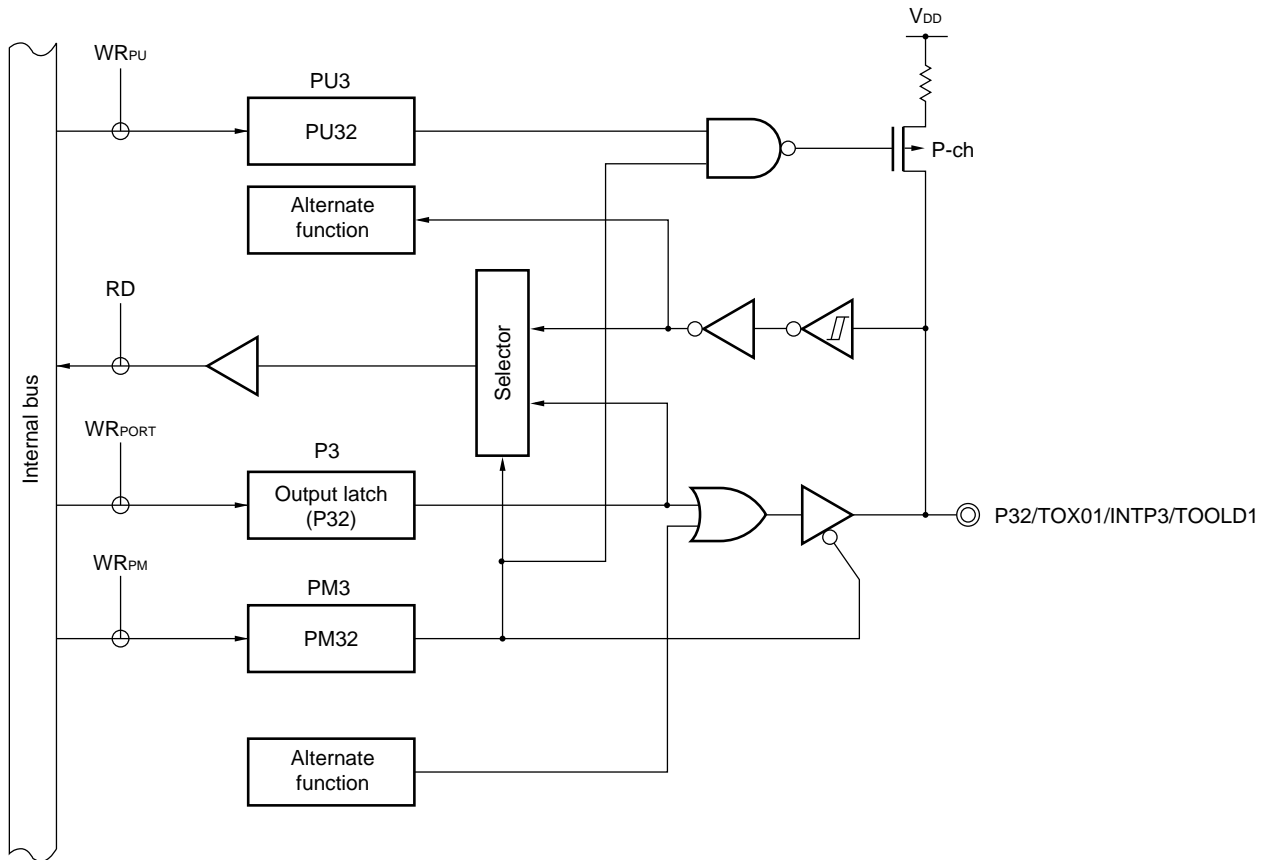 VDD
WRPU
PU3
PU32
P-ch
Alternate
function
RD
Selector
Internal bus
WRPORT
P3
Output latch
(P32)
P32/TOX01/INTP3/TOOLD1
WRPM
PM3
PM32
Alternate
function